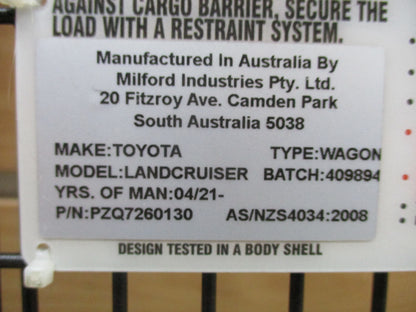 AGAINST CARGO BARRIER, SECURE THE
LOAD WITH A RESTRAINT SYSTEM.
Manufactured In Australia By
Milford Industries Pty. Ltd.
20 Fitzroy Ave. Camden Park
South Australia 5038
MAKE:TOYOTA TYPE:WAGON
MODEL:LANDCRUISER BATCH:409894
YRS. OF MAN:04/21-
P/N:PZQ7260130 AS/NZS4034:2008
DESIGN TESTED IN A BODY SHELL